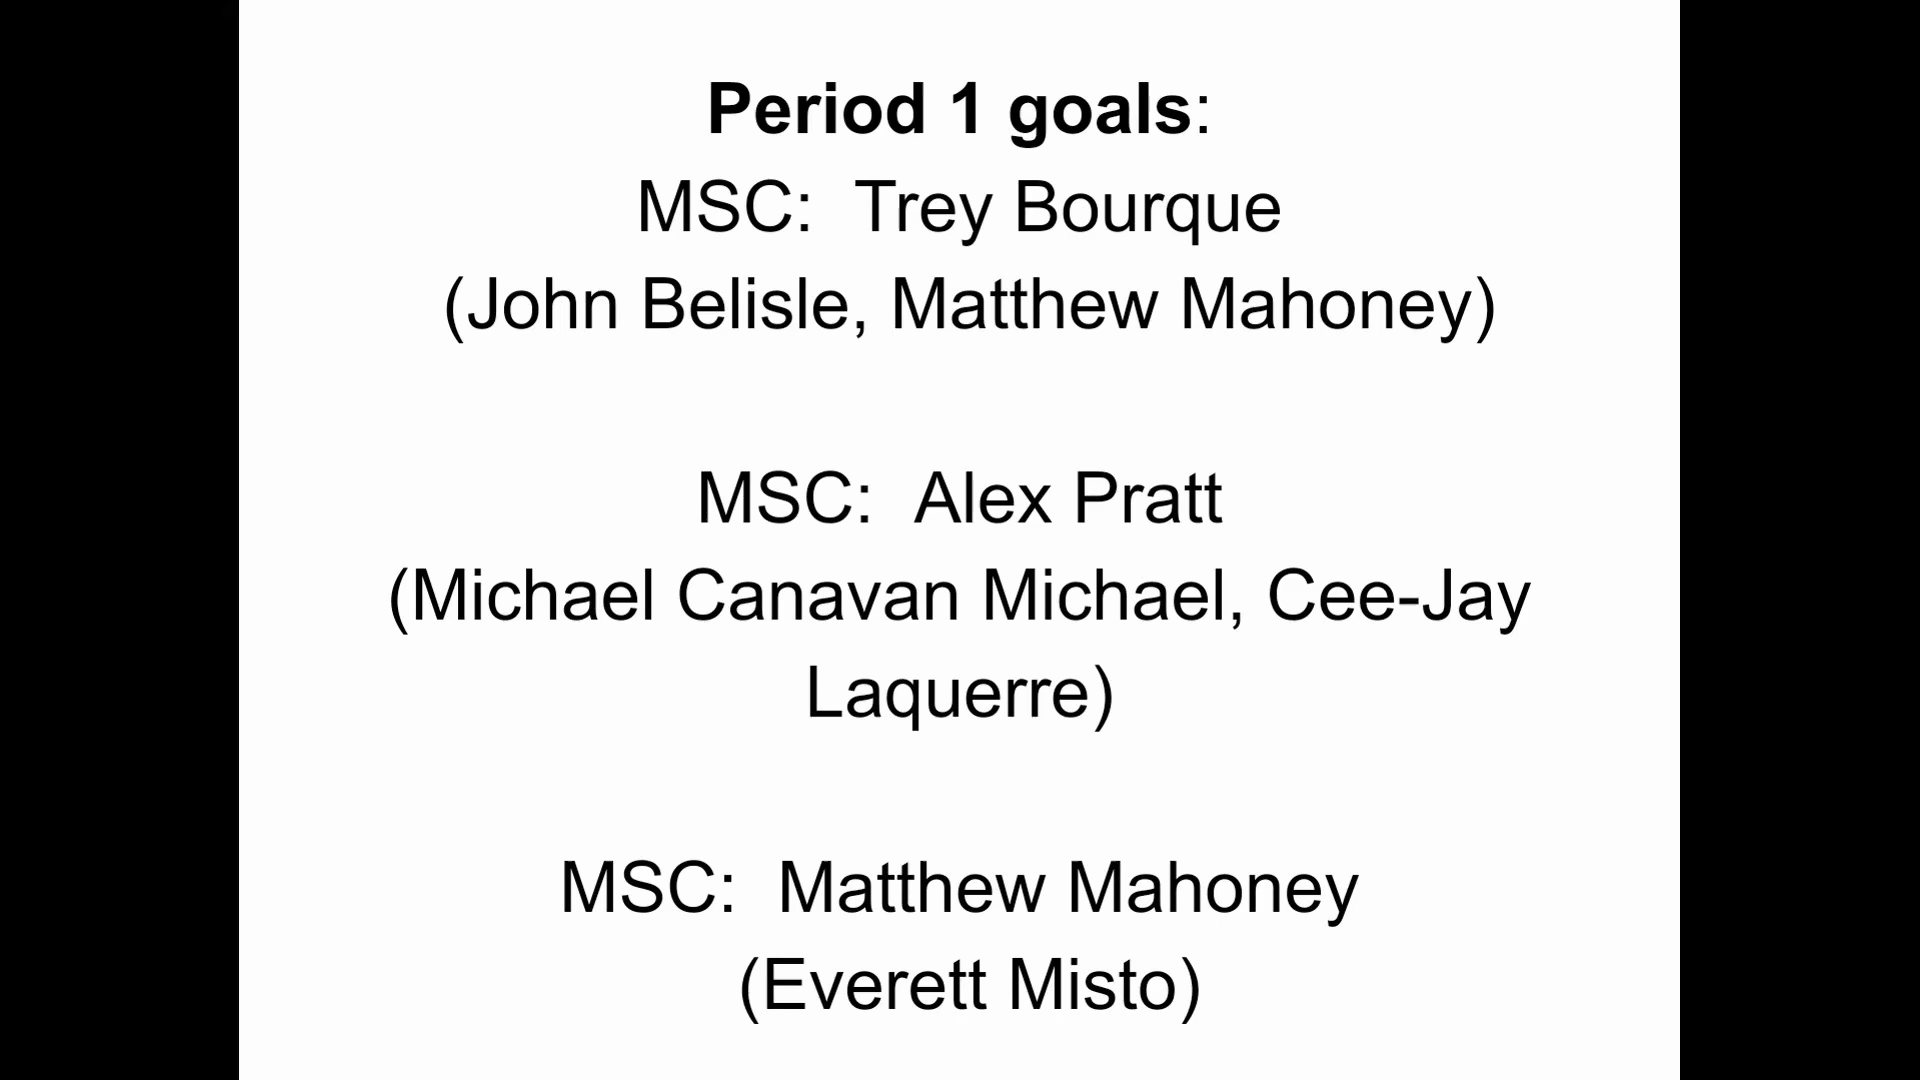 Period 1 goals:
MSC:  Trey Bourque
(John Belisle, Matthew Mahoney)
MSC:  Alex Pratt
(Michael Canavan Michael, Cee-Jay
Laquerre)
MSC:  Matthew Mahoney
(Everett Misto)